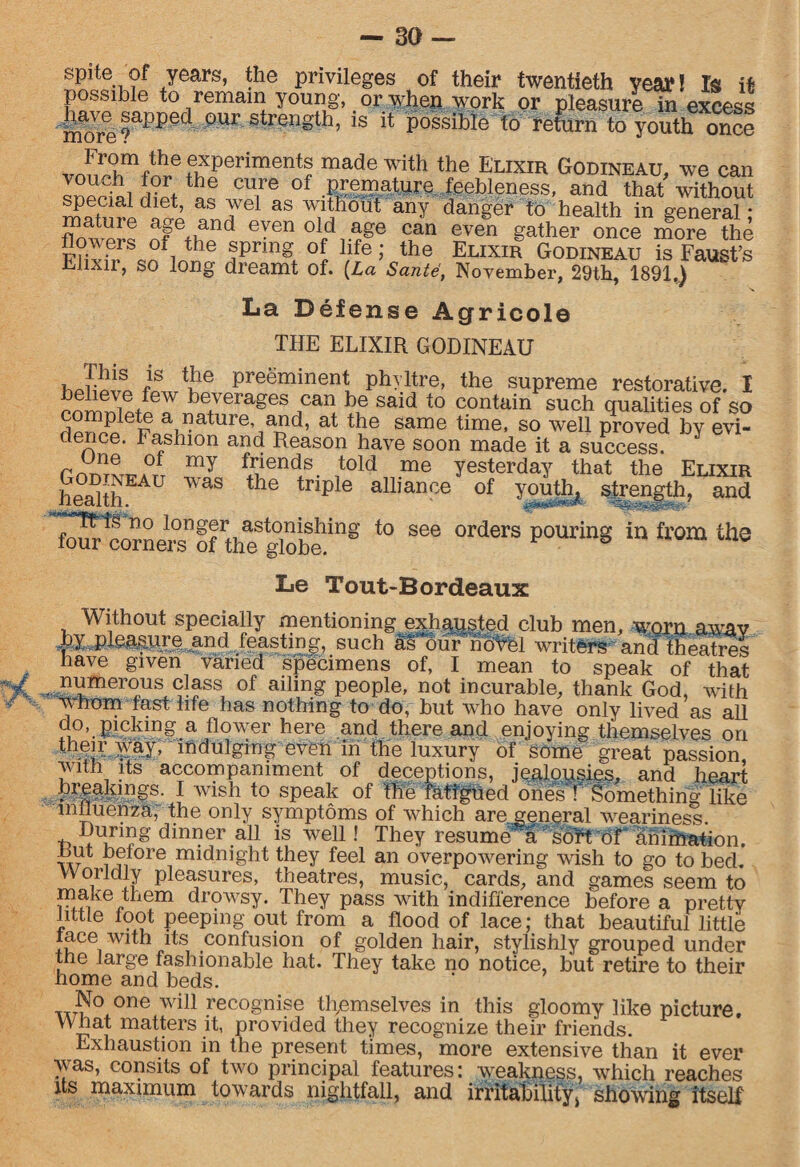 — 30 —
spite of years, the privileges of their twentieth year! Is it
possible to remain young, or when work or pleasure in excess
have sapped our strength, is it possible to return to youth once
more?
From the experiments made with the Elixir Godineau, we can
vouch for the cure of premature feebleness, and that without
special diet, as wel as without any danger to health in general;
mature age and even old age can even gather once more the
flowers of the spring of life; the Elixir Godineau is Faust's
Elixir, so long dreamt of. (La Santé, November, 29th, 1891.)
La Défense Agricole
THE ELIXIR GODINEAU
This is the preëminent phyltre, the supreme restorative. I
believe few beverages can be said to contain such qualities of so
complete a nature, and, at the same time, so well proved by evi-
dence. Fashion and Reason have soon made it a success.
One of my friends told me yesterday that the Elixir
Godineau was the triple alliance of youth, strength, and
health.
It is no longer astonishing to see orders pouring in from the
four corners of the globe.
Le Tout-Bordeaux
Without specially mentioning exhausted club men, worn away
by pleasure and feasting, such as our novel writers and theatres
have given varied specimens of, I mean to speak of that
numerous class of ailing people, not incurable, thank God, with
whom fast life has nothing to do, but who have only lived as all
do, picking a flower here and there and enjoying themselves on
their way, indulging even in the luxury of some great passion,
with its accompaniment of deceptions, jealousies, and heart
breakings. I wish to speak of the fatigued ones! Something like
influenza, the only symptoms of which are general weariness.
During dinner all is well! They resume a sort of animation.
But before midnight they feel an overpowering wish to go to bed.
Worldly pleasures, theatres, music, cards, and games seem to
make them drowsy. They pass with indifference before a pretty
little foot peeping out from a flood of lace; that beautiful little
face with its confusion of golden hair, stylishly grouped under
the large fashionable hat. They take no notice, but retire to their
home and beds.
No one will recognise themselves in this gloomy like picture.
What matters it, provided they recognize their friends.
Exhaustion in the present times, more extensive than it ever
was, consits of two principal features: weakness, which reaches
its maximum towards nightfall, and irritability, showing itself